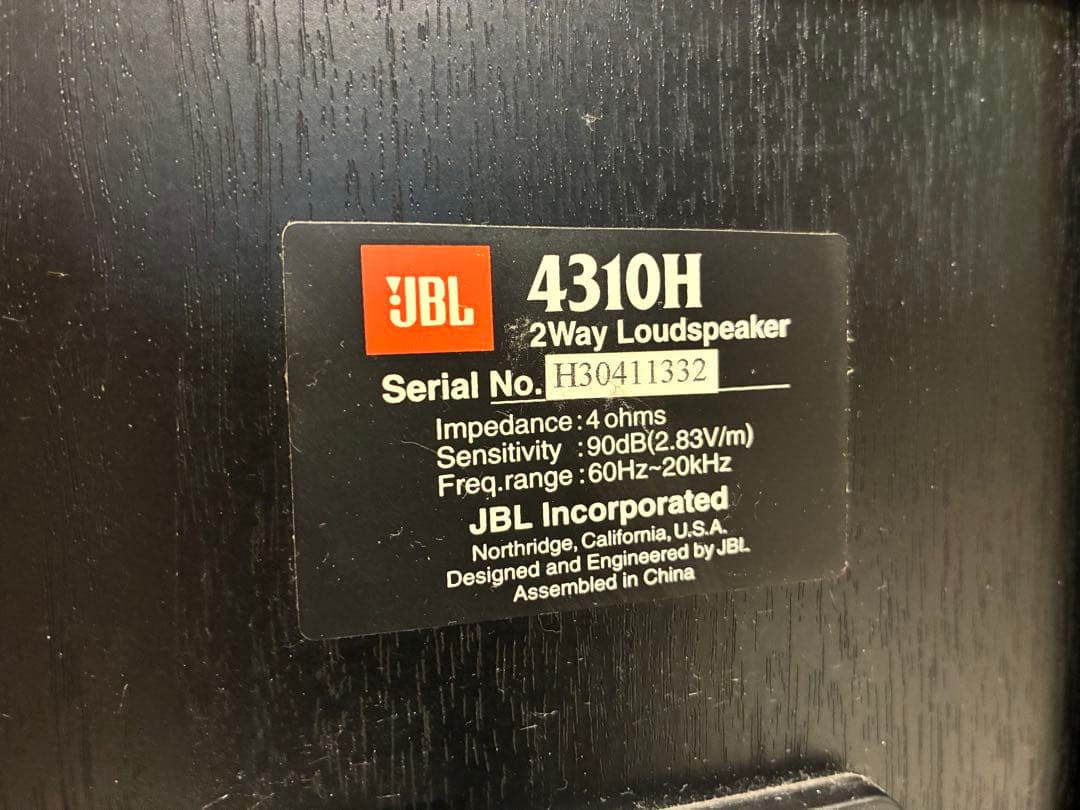 JBL
4310H
2Way Loudspeaker
Serial No. H30411332
Impedance : 4 ohms
Sensitivity : 90dB(2.83V/m)
Freq.range : 60Hz~20kHz
JBL Incorporated
Northridge, California, U.S.A.
Designed and Engineered by JBL
Assembled in China